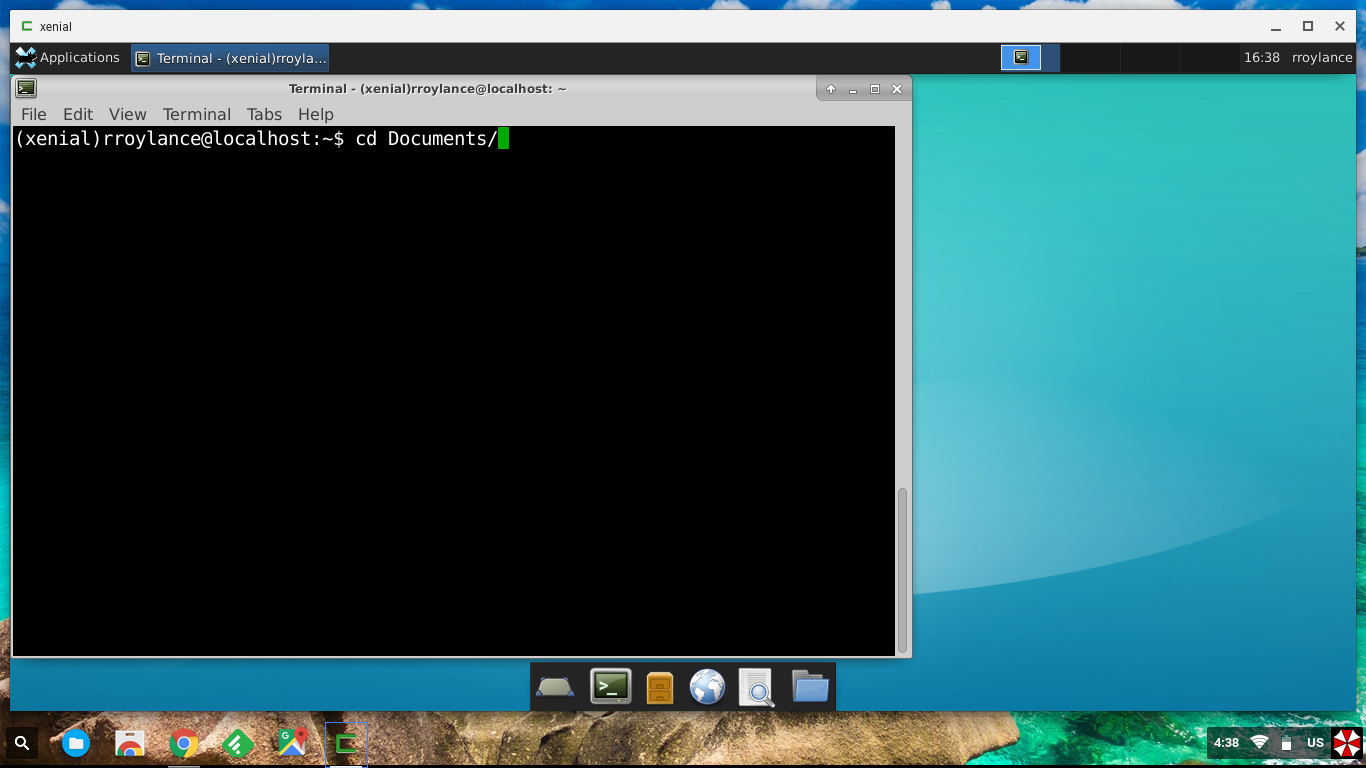 xenial
Applications
Terminal - (xenial)rroyla...
16:38
rroylance
Terminal - (xenial)rroylance@localhost: ~
File Edit View Terminal Tabs Help
(xenial)rroylance@localhost:~$ cd Documents/
4:38
US